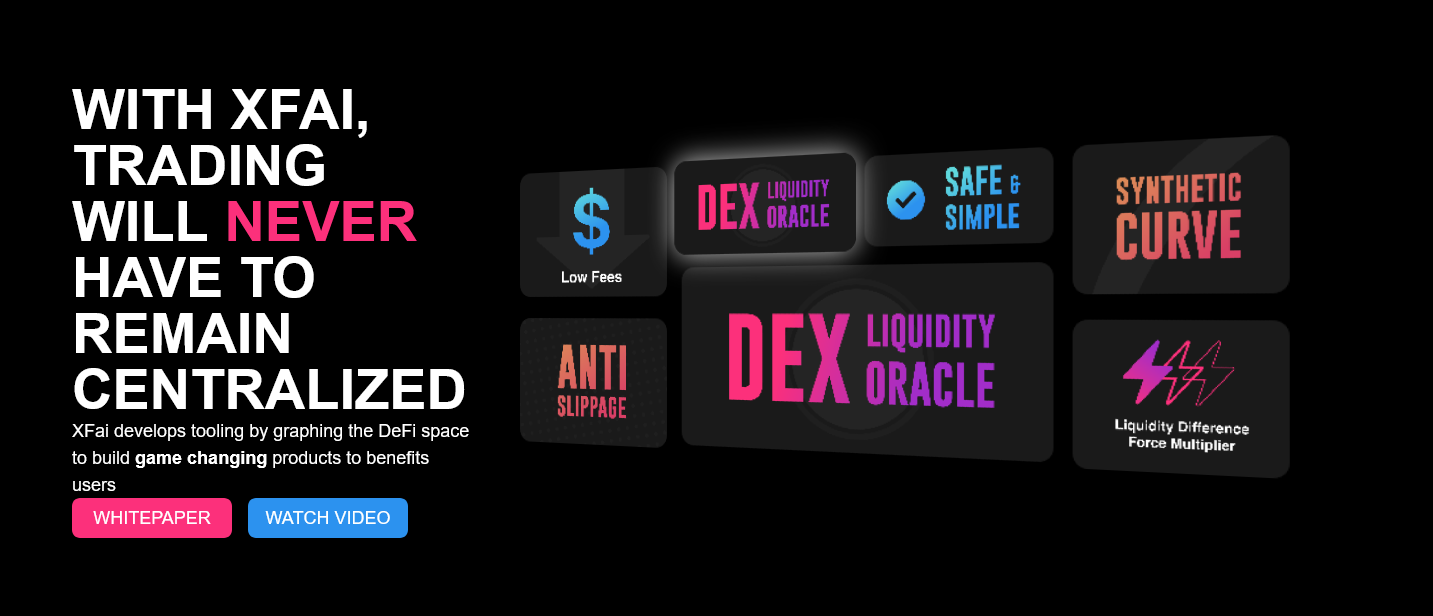 WITH XFAI,
TRADING
WILL NEVER
HAVE TO
REMAIN
CENTRALIZED
XFai develops tooling by graphing the DeFi space
to build game changing products to benefits
users
WHITEPAPER
WATCH VIDEO
$
Low Fees
DEX LIQUIDITY
ORACLE
SAFE &
SIMPLE
SYNTHETIC
CURVE
ANTI
SLIPPAGE
DEX LIQUIDITY
ORACLE
Liquidity Difference
Force Multiplier